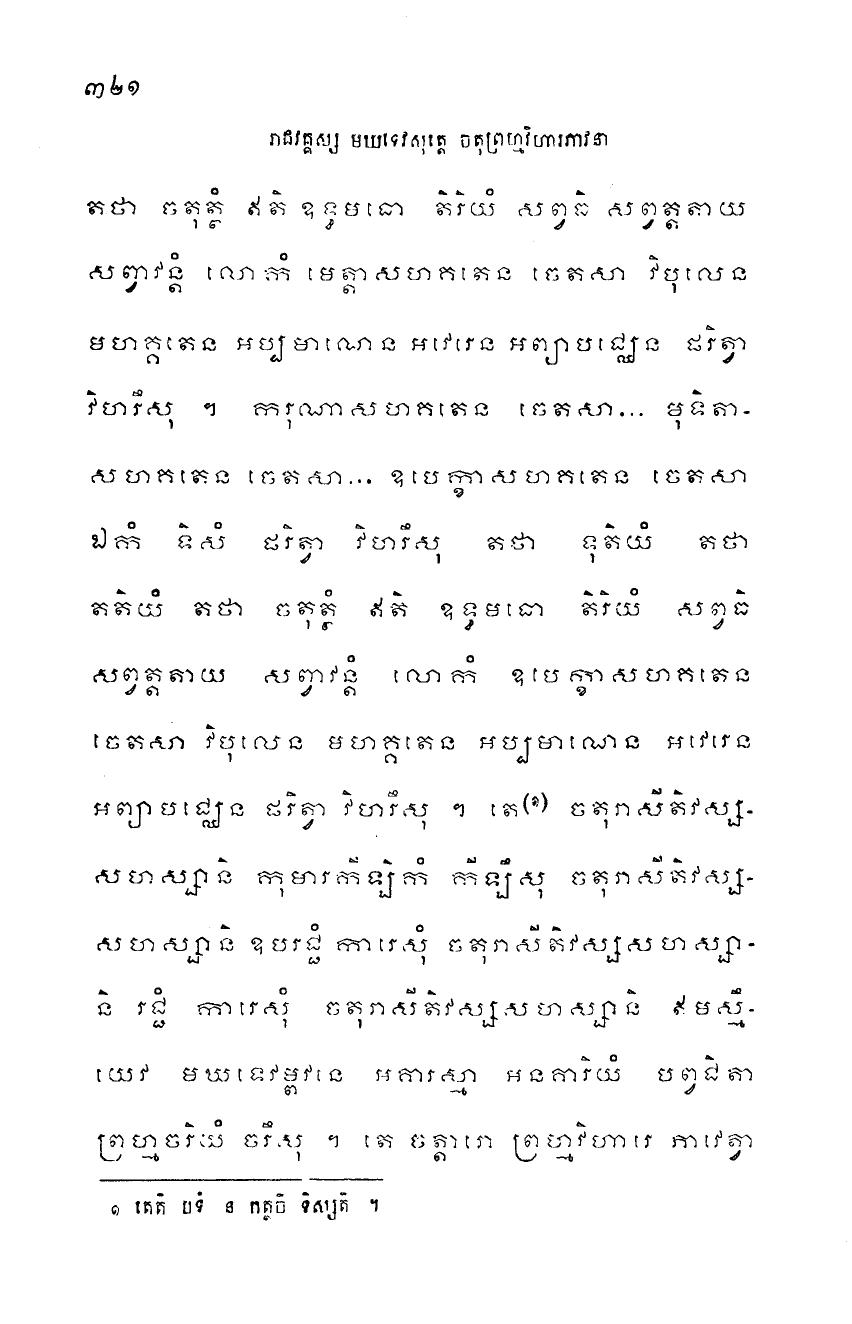 ៣២១
រាជវគ្គស្ស មឃទេវសុត្តេ ចតុព្រហ្មវិហារភាវនា
តថា ចតុត្ថំ ឥតិ ឧទ្ធមធោ តិរិយំ សព្វធិ សព្វត្តតាយ
សព្វាវន្តំ លោកំ មេត្តាសហគតេន ចេតសា វិបុលេន
មហគ្គតេន អប្បមាណេន អវេរេន អព្យាបជ្ឈេន ផរិត្វា
វិហរឹសុ ។ ករុណាសហគតេន ចេតសា... មុទិតា-
សហគតេន ចេតសា... ឧបេក្ខាសហគតេន ចេតសា
ឯកំ ទិសំ ផរិត្វា វិហរឹសុ តថា ទុតិយំ តថា
តតិយំ តថា ចតុត្ថំ ឥតិ ឧទ្ធមធោ តិរិយំ សព្វធិ
សព្វត្តតាយ សព្វាវន្តំ លោកំ ឧបេក្ខាសហគតេន
ចេតសា វិបុលេន មហគ្គតេន អប្បមាណេន អវេរេន
អព្យាបជ្ឈេន ផរិត្វា វិហរឹសុ ។ តេ(១) ចតុរាសីតិវស្ស-
សហស្សានិ កុមារកីឡិកំ កីឡឹសុ ចតុរាសីតិវស្ស-
សហស្សានិ ឧបរជ្ជំ ការេសុំ ចតុរាសីតិវស្សសហស្សា-
និ រជ្ជំ ការេសុំ ចតុរាសីតិវស្សសហស្សានិ ឥមស្មឹ-
យេវ មឃទេវម្ពវនេ អគារស្មា អនគារិយំ បព្វជិតា
ព្រហ្មចរិយំ ចរឹសុ ។ តេ ចត្តារោ ព្រហ្មវិហារេ ភាវេត្វា
១ តេតិ បទំ ន កត្ថចិ ទិស្សតិ ។